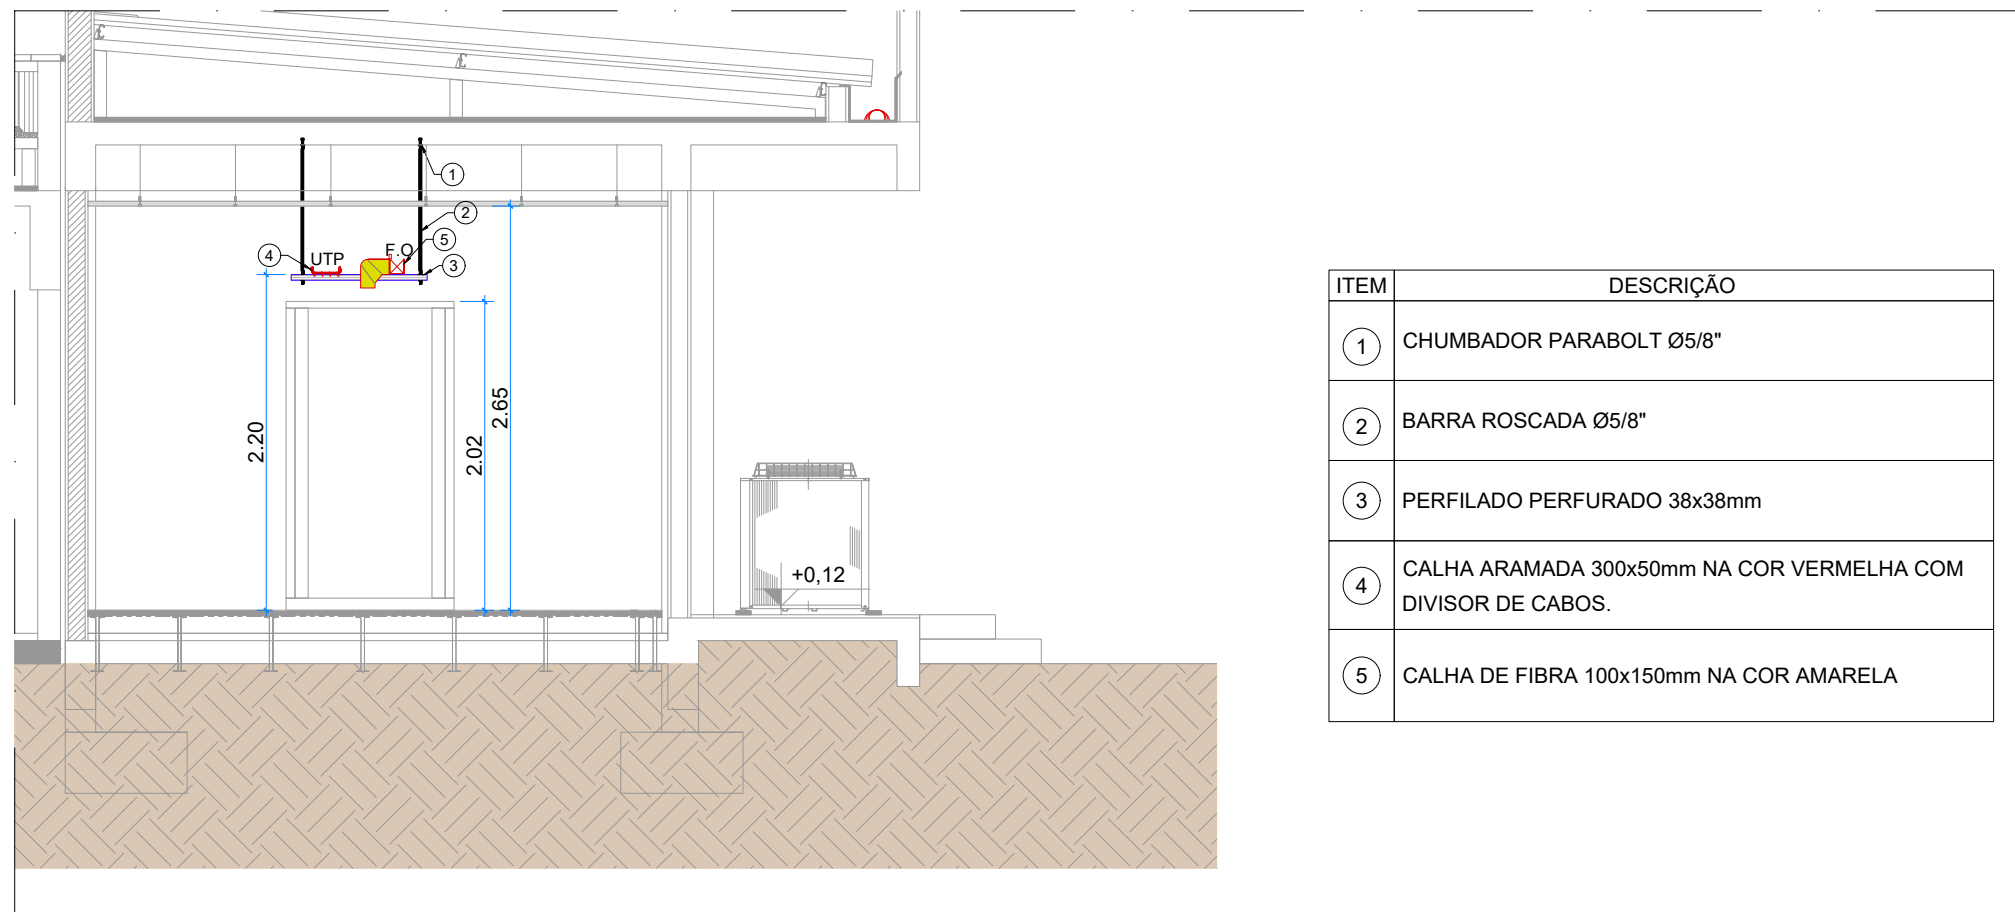 1
2
F.O
5
4
UTP
3
2.20
2.02
2.65
+0,12
ITEM DESCRIÇÃO
1 CHUMBADOR PARABOLT Ø5/8"
2 BARRA ROSCADA Ø5/8"
3 PERFILADO PERFURADO 38x38mm
4 CALHA ARAMADA 300x50mm NA COR VERMELHA COM
DIVISOR DE CABOS.
5 CALHA DE FIBRA 100x150mm NA COR AMARELA